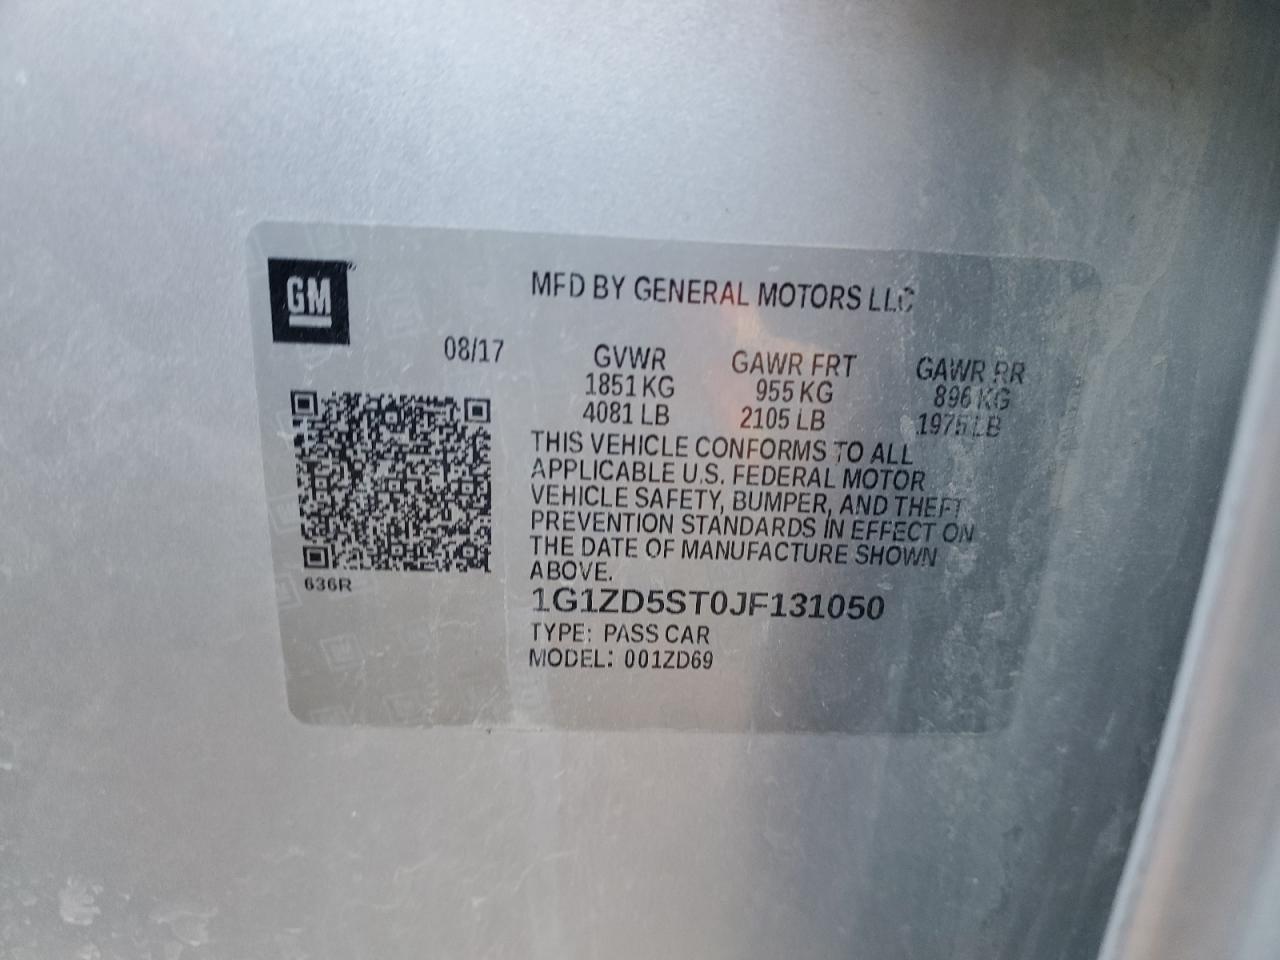 GM
MFD BY GENERAL MOTORS LLC
08/17
GVWR GAWR FRT GAWR RR
1851 KG 955 KG 896 KG
4081 LB 2105 LB 1975 LB
THIS VEHICLE CONFORMS TO ALL
APPLICABLE U.S. FEDERAL MOTOR
VEHICLE SAFETY, BUMPER, AND THEFT
PREVENTION STANDARDS IN EFFECT ON
THE DATE OF MANUFACTURE SHOWN
ABOVE.
636R
1G1ZD5ST0JF131050
TYPE: PASS CAR
MODEL: 001ZD69